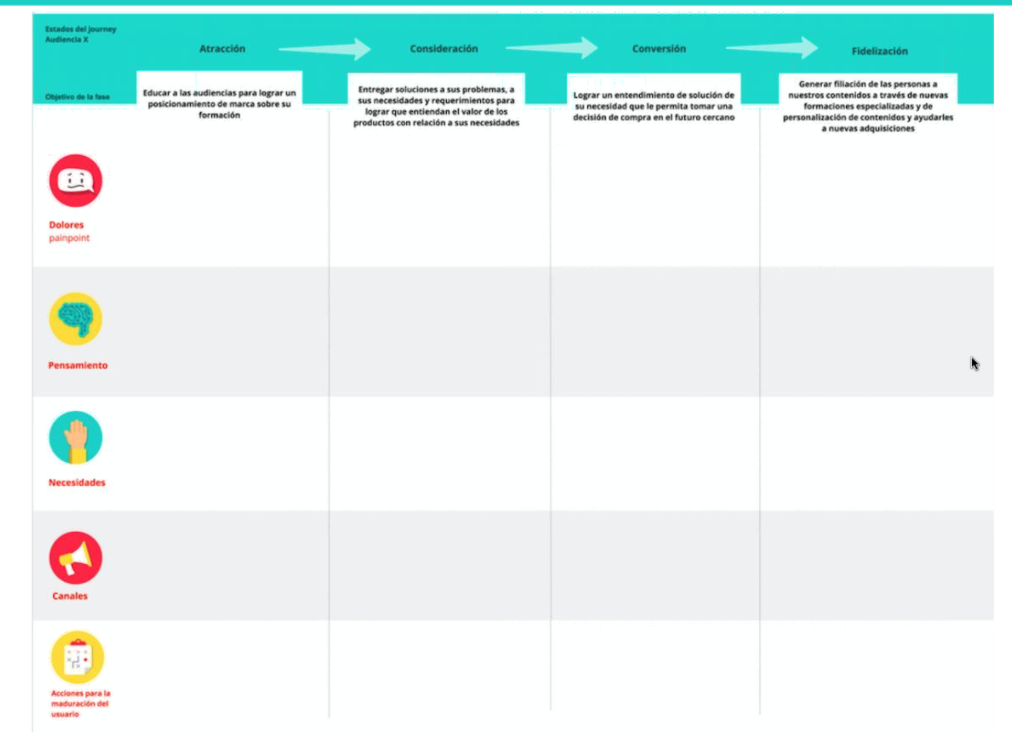 Estados del journey
Audiencia X
Atracción
Consideración
Conversión
Fidelización
Objetivo de la fase
Educar a las audiencias para lograr un
posicionamiento de marca sobre su
formación
Entregar soluciones a sus problemas, a
sus necesidades y requerimientos para
lograr que entiendan el valor de los
productos con relación a sus necesidades
Lograr un entendimiento de solución de
su necesidad que le permita tomar una
decisión de compra en el futuro cercano
Generar filiación de las personas a
nuestros contenidos a través de nuevas
formaciones especializadas y de
personalización de contenidos y ayudarles
a nuevas adquisiciones
Dolores
painpoint
Pensamiento
Necesidades
Canales
Acciones para la
maduración del
usuario